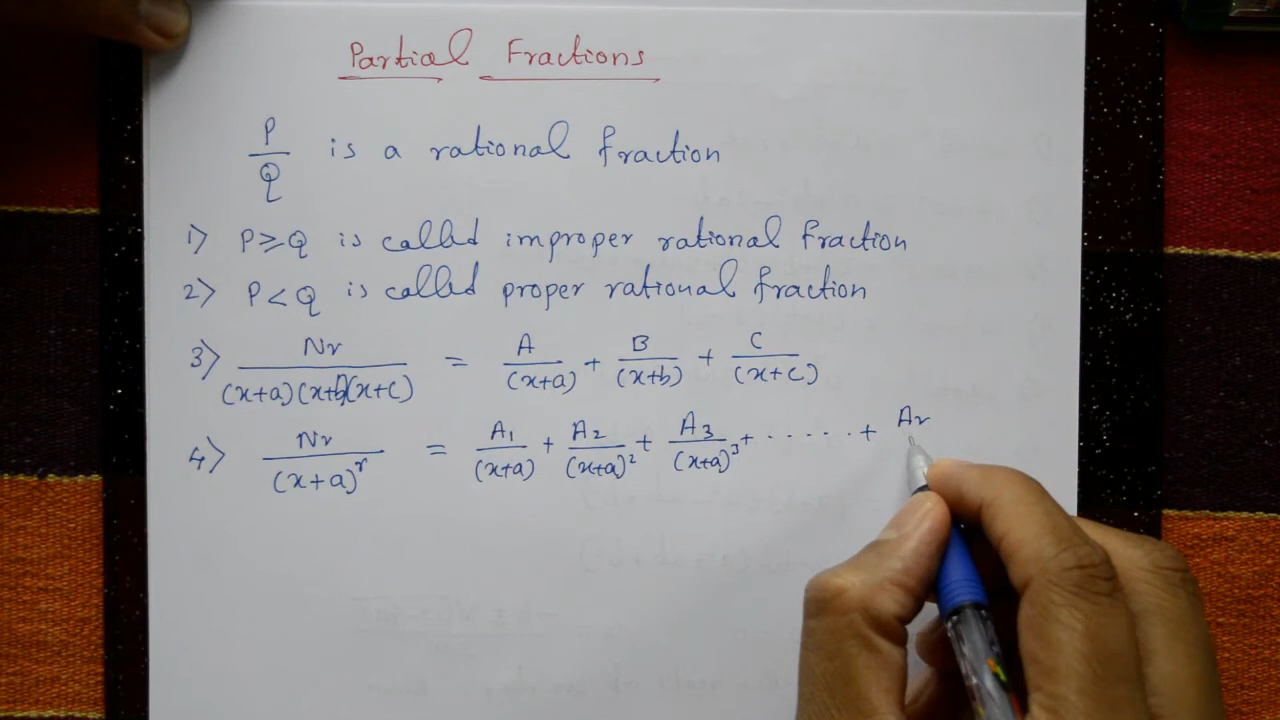 Partial Fractions
P/Q is a rational fraction
1) P≥Q is called improper rational fraction
2) P<Q is called proper rational fraction
3) Nr/(x+a)(x+b)(x+c) = A/(x+a) + B/(x+b) + C/(x+c)
4) Nr/(x+a)^r = A1/(x+a) + A2/(x+a)^2 + A3/(x+a)^3 + ..... + Ar